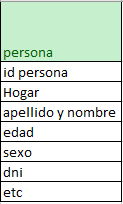 persona
id persona
Hogar
apellido y nombre
edad
sexo
dni
etc